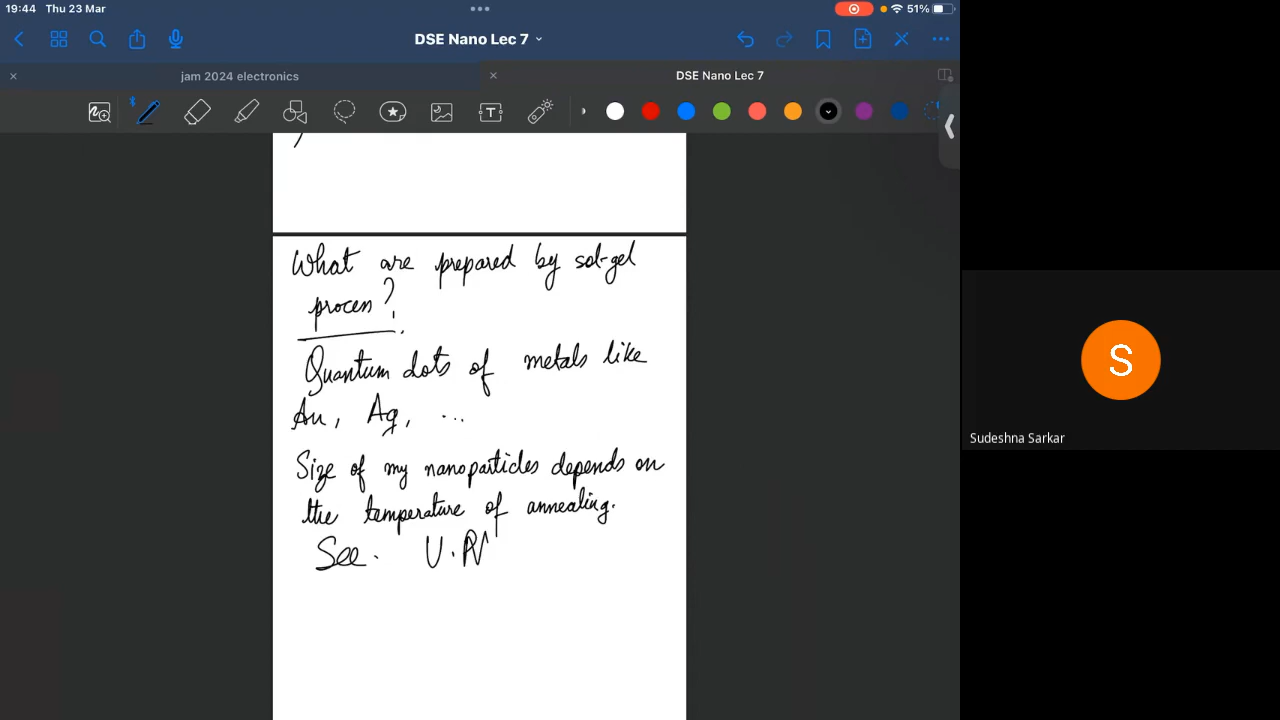 19:44 Thu 23 Mar
51%
DSE Nano Lec 7
jam 2024 electronics
DSE Nano Lec 7
What are prepared by sol-gel
process?
Quantum dots of metals like
Au, Ag, ...
Size of my nanoparticles depends on
the temperature of annealing.
See.
S
Sudeshna Sarkar